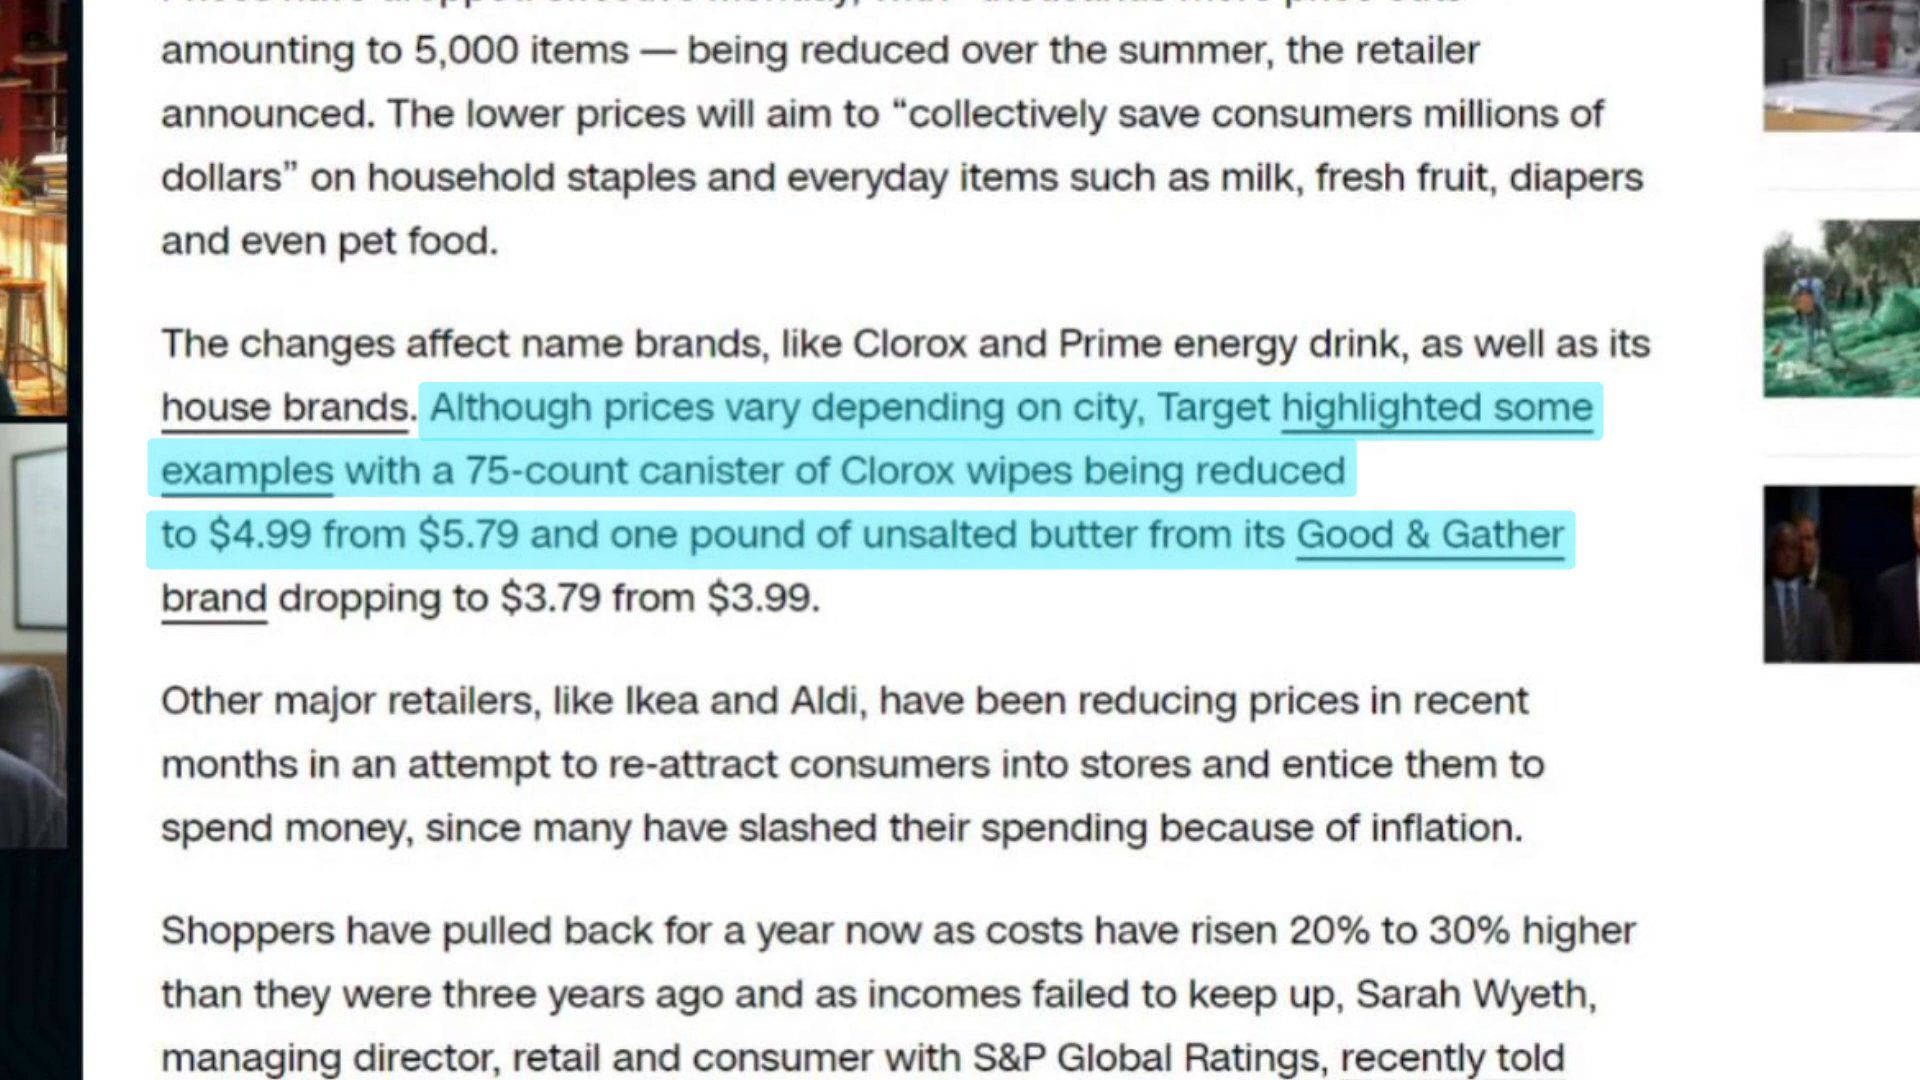 amounting to 5,000 items — being reduced over the summer, the retailer
announced. The lower prices will aim to “collectively save consumers millions of
dollars” on household staples and everyday items such as milk, fresh fruit, diapers
and even pet food.
The changes affect name brands, like Clorox and Prime energy drink, as well as its
house brands. Although prices vary depending on city, Target highlighted some
examples with a 75-count canister of Clorox wipes being reduced
to $4.99 from $5.79 and one pound of unsalted butter from its Good & Gather
brand dropping to $3.79 from $3.99.
Other major retailers, like Ikea and Aldi, have been reducing prices in recent
months in an attempt to re-attract consumers into stores and entice them to
spend money, since many have slashed their spending because of inflation.
Shoppers have pulled back for a year now as costs have risen 20% to 30% higher
than they were three years ago and as incomes failed to keep up, Sarah Wyeth,
managing director, retail and consumer with S&P Global Ratings, recently told